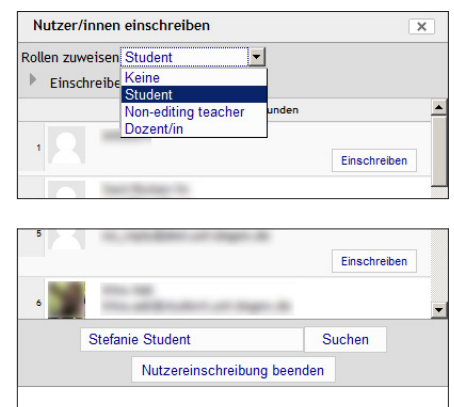 Nutzer/innen einschreiben
Rollen zuweisen Student
Keine
Einschreibe
Student
Non-editing teacher
unden
Dozent/in
1
Einschreiben
5
Einschreiben
6
Stefanie Student Suchen
Nutzereinschreibung beenden